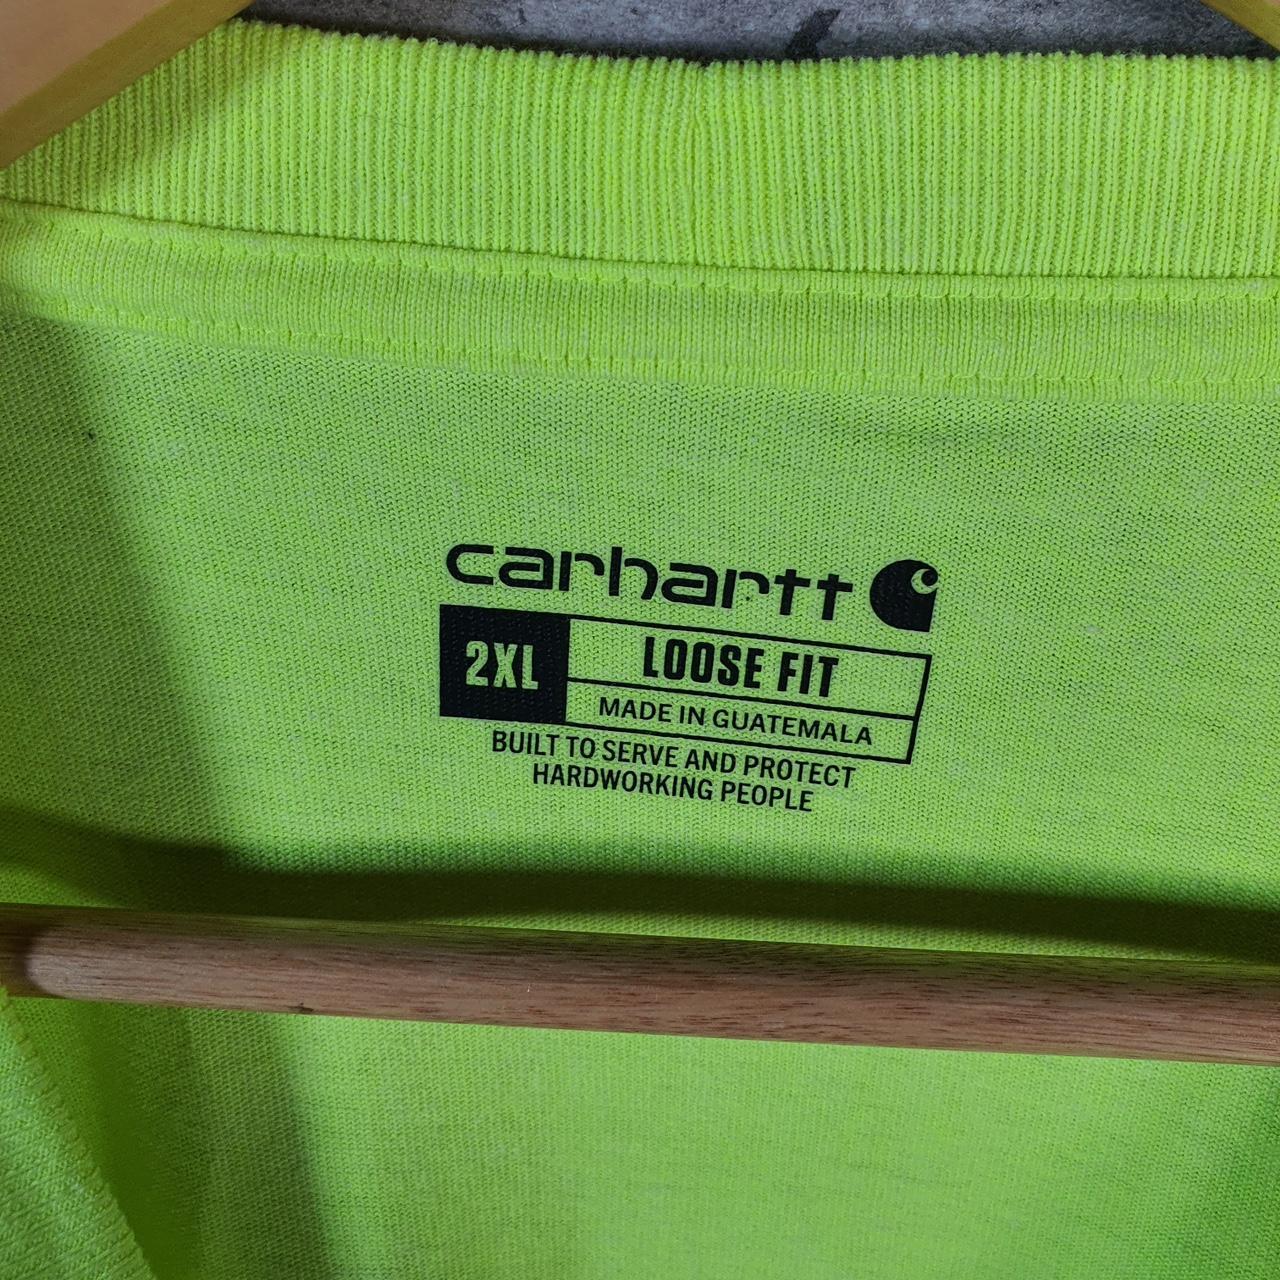 carhartt
2XL
LOOSE FIT
MADE IN GUATEMALA
BUILT TO SERVE AND PROTECT
HARDWORKING PEOPLE